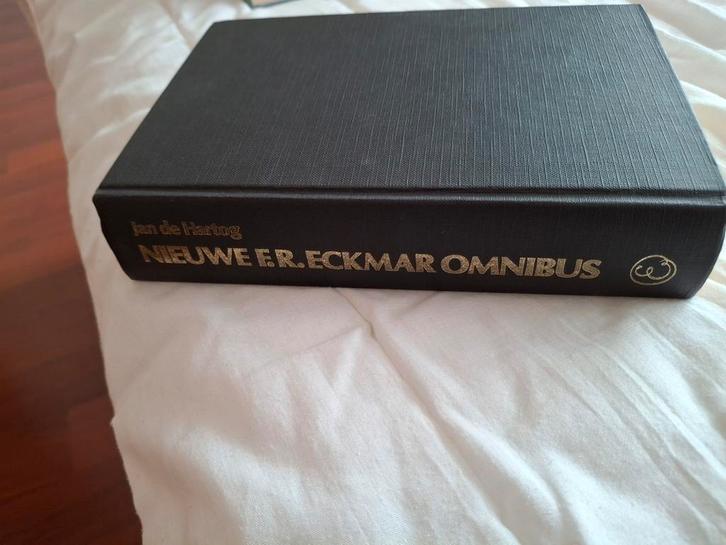 Jan de Hartog
NIEUWE F.R. ECKMAR OMNIBUS